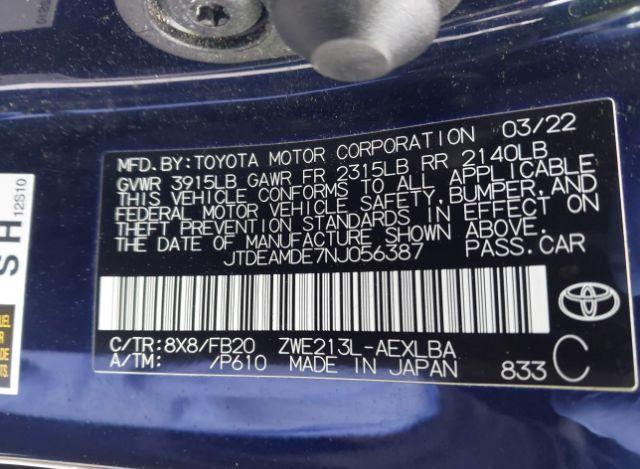 MFD.BY:TOYOTA MOTOR CORPORATION 03/22
GVWR 3915LB GAWR FR 2315LB RR 2140LB
THIS VEHICLE CONFORMS TO ALL APPLICABLE
FEDERAL MOTOR VEHICLE SAFETY,BUMPER,AND
THEFT PREVENTION STANDARDS IN EFFECT ON
THE DATE OF MANUFACTURE SHOWN ABOVE.
JTDEAMDE7NJ056387 PASS.CAR
C/TR:8X8/FB20 ZWE213L-AEXLBA
A/TM: /P610 MADE IN JAPAN 833 C
SH
12S10